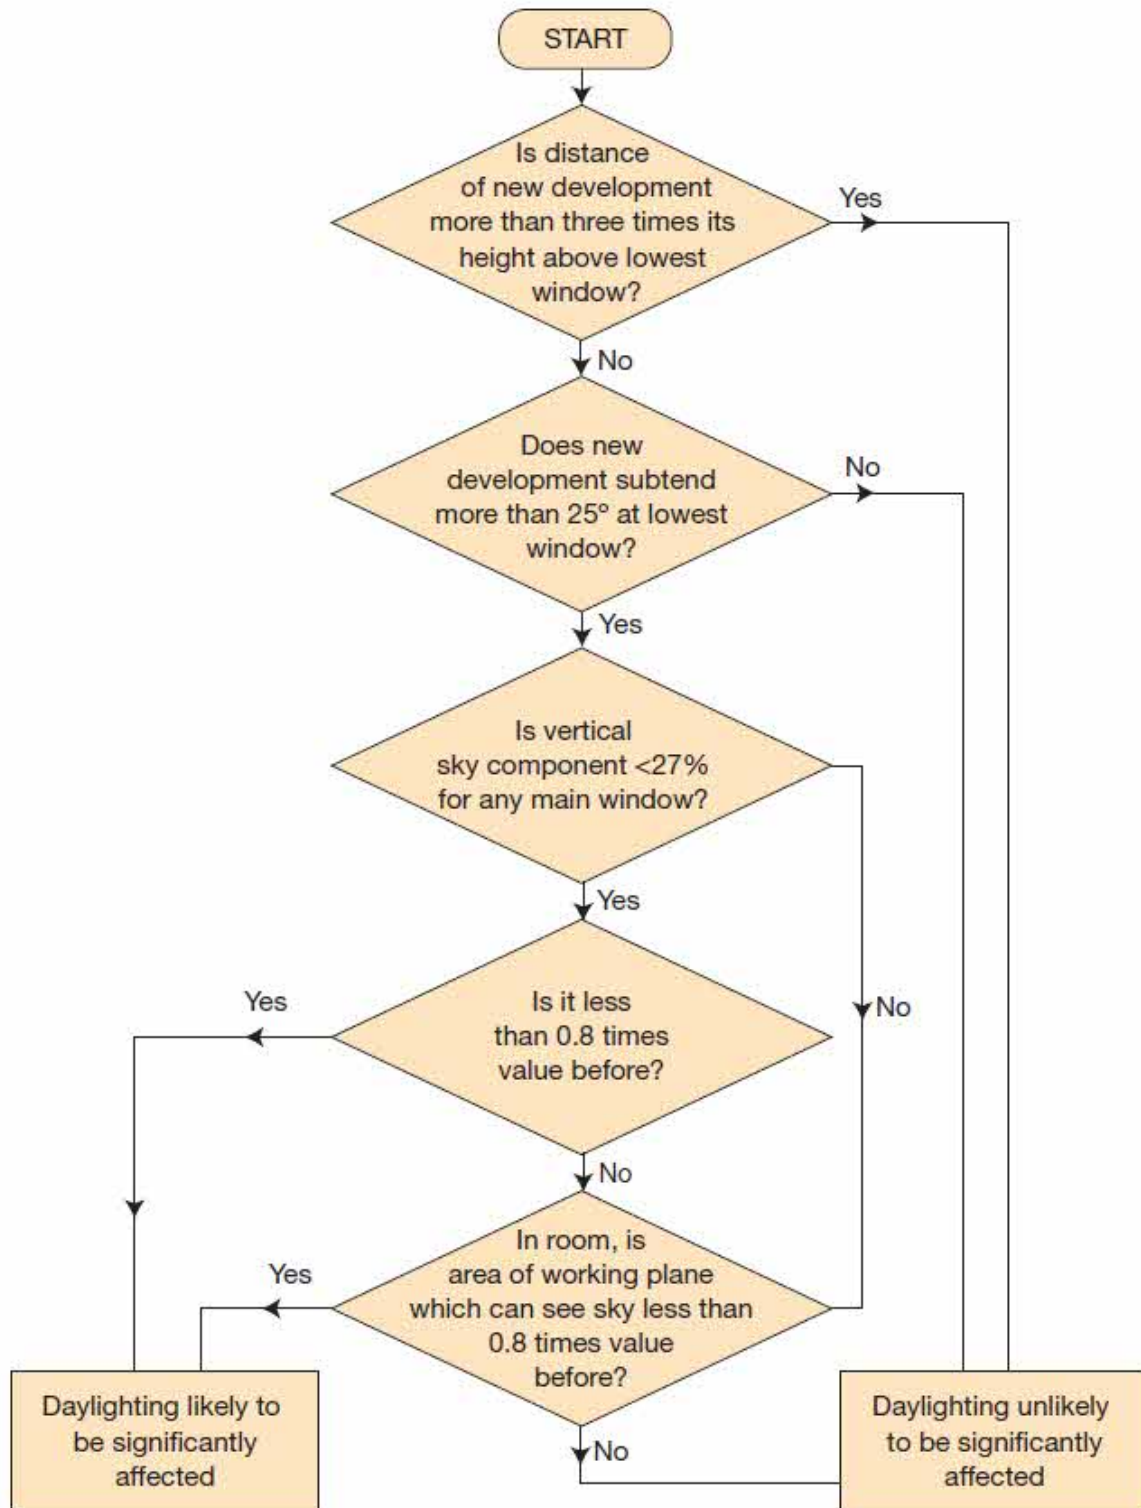 START
Is distance
of new development
more than three times its
height above lowest
window?
Yes
No
Does new
development subtend
more than 25º at lowest
window?
No
Yes
Is vertical
sky component <27%
for any main window?
Yes
No
Is it less
than 0.8 times
value before?
Yes
No
In room, is
area of working plane
which can see sky less than
0.8 times value
before?
Yes
No
Daylighting likely to
be significantly
affected
Daylighting unlikely
to be significantly
affected